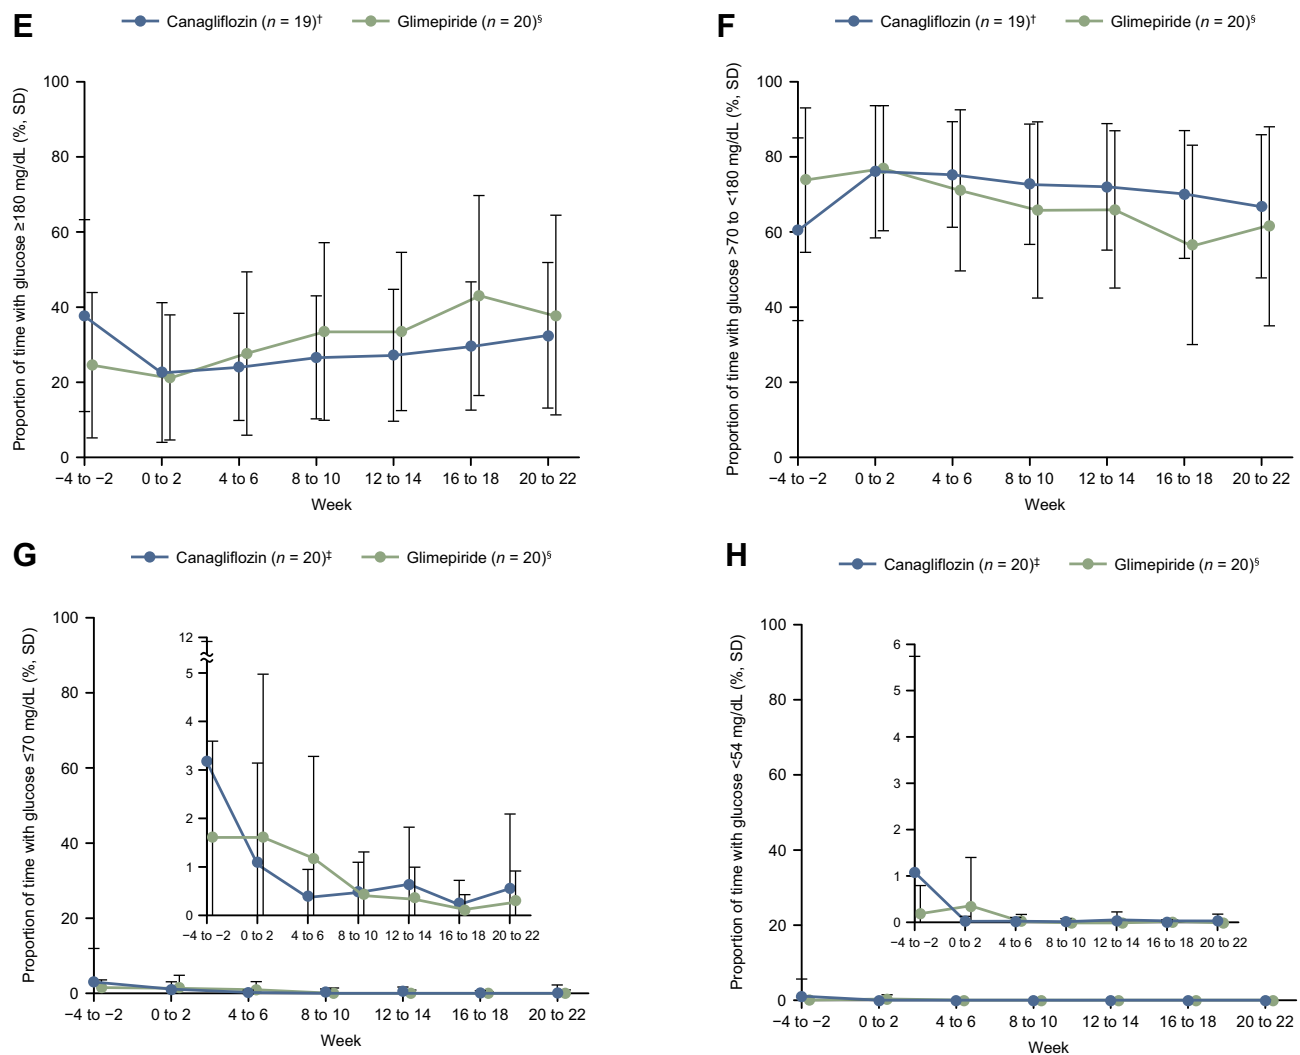 E
Canagliflozin (n = 19)† Glimepiride (n = 20)§
Proportion of time with glucose ≥180 mg/dL (%, SD)
100
80
60
40
20
0
−4 to −2 0 to 2 4 to 6 8 to 10 12 to 14 16 to 18 20 to 22
Week
F
Canagliflozin (n = 19)† Glimepiride (n = 20)§
Proportion of time with glucose >70 to <180 mg/dL (%, SD)
100
80
60
40
20
0
−4 to −2 0 to 2 4 to 6 8 to 10 12 to 14 16 to 18 20 to 22
Week
G
Canagliflozin (n = 20)‡ Glimepiride (n = 20)§
Proportion of time with glucose ≤70 mg/dL (%, SD)
100
80
60
40
20
0
12
5
4
3
2
1
0
−4 to −2 0 to 2 4 to 6 8 to 10 12 to 14 16 to 18 20 to 22
−4 to −2 0 to 2 4 to 6 8 to 10 12 to 14 16 to 18 20 to 22
Week
H
Canagliflozin (n = 20)‡ Glimepiride (n = 20)§
Proportion of time with glucose <54 mg/dL (%, SD)
100
80
60
40
20
0
6
5
4
3
2
1
0
−4 to −2 0 to 2 4 to 6 8 to 10 12 to 14 16 to 18 20 to 22
−4 to −2 0 to 2 4 to 6 8 to 10 12 to 14 16 to 18 20 to 22
Week